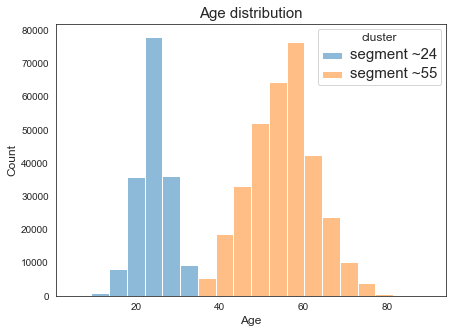 Age distribution
cluster
segment ~24
segment ~55
80000
70000
60000
50000
40000
30000
20000
10000
0
Count
20
40
60
80
Age